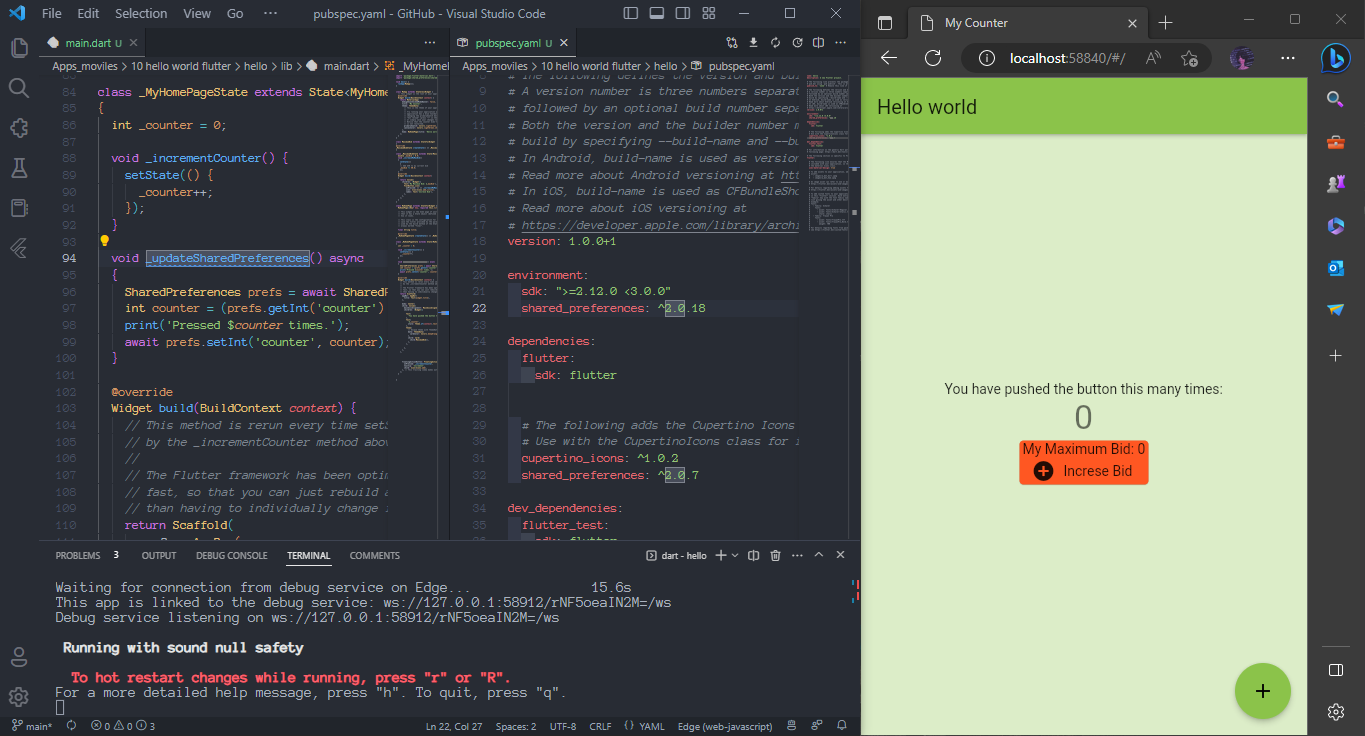 File Edit Selection View Go ··· pubspec.yaml - GitHub - Visual Studio Code
main.dart U
Apps_moviles > 10 hello world flutter > hello > lib > main.dart > _MyHomel
84 class _MyHomePageState extends State<MyHome
85 {
86 int _counter = 0;
87
88 void _incrementCounter() {
89 setState(() {
90 _counter++;
91 });
92 }
93
94 void _updateSharedPreferences() async
95 {
96 SharedPreferences prefs = await SharedP
97 int counter = (prefs.getInt('counter')
98 print('Pressed $counter times.');
99 await prefs.setInt('counter', counter);
100 }
101
102 @override
103 Widget build(BuildContext context) {
104 // This method is rerun every time setS
105 // by the _incrementCounter method abov
106 //
107 // The Flutter framework has been optim
108 // fast, so that you can just rebuild a
109 // than having to individually change i
110 return Scaffold(
pubspec.yaml U
Apps_moviles > 10 hello world flutter > hello > pubspec.yaml
8 # The following defines the version and bui
9 # A version number is three numbers separat
10 # followed by an optional build number sepa
11 # Both the version and the builder number m
12 # build by specifying --build-name and --bu
13 # In Android, build-name is used as version
14 # Read more about Android versioning at htt
15 # In iOS, build-name is used as CFBundleSho
16 # Read more about iOS versioning at
17 # https://developer.apple.com/library/archi
18 version: 1.0.0+1
19
20 environment:
21 sdk: ">=2.12.0 <3.0.0"
22 shared_preferences: ^2.0.18
23
24 dependencies:
25 flutter:
26 sdk: flutter
27
28
29 # The following adds the Cupertino Icons
30 # Use with the CupertinoIcons class for i
31 cupertino_icons: ^1.0.2
32 shared_preferences: ^2.0.7
33
34 dev_dependencies:
35 flutter_test:
PROBLEMS 3 OUTPUT DEBUG CONSOLE TERMINAL COMMENTS dart - hello
Waiting for connection from debug service on Edge... 15.6s
This app is linked to the debug service: ws://127.0.0.1:58912/rNF5oeaIN2M=/ws
Debug service listening on ws://127.0.0.1:58912/rNF5oeaIN2M=/ws
Running with sound null safety
To hot restart changes while running, press "r" or "R".
For a more detailed help message, press "h". To quit, press "q".
main* 0 0 3 Ln 22, Col 27 Spaces: 2 UTF-8 CRLF {} YAML Edge (web-javascript)
My Counter
localhost:58840/#/
Hello world
You have pushed the button this many times:
0
My Maximum Bid: 0
Increse Bid